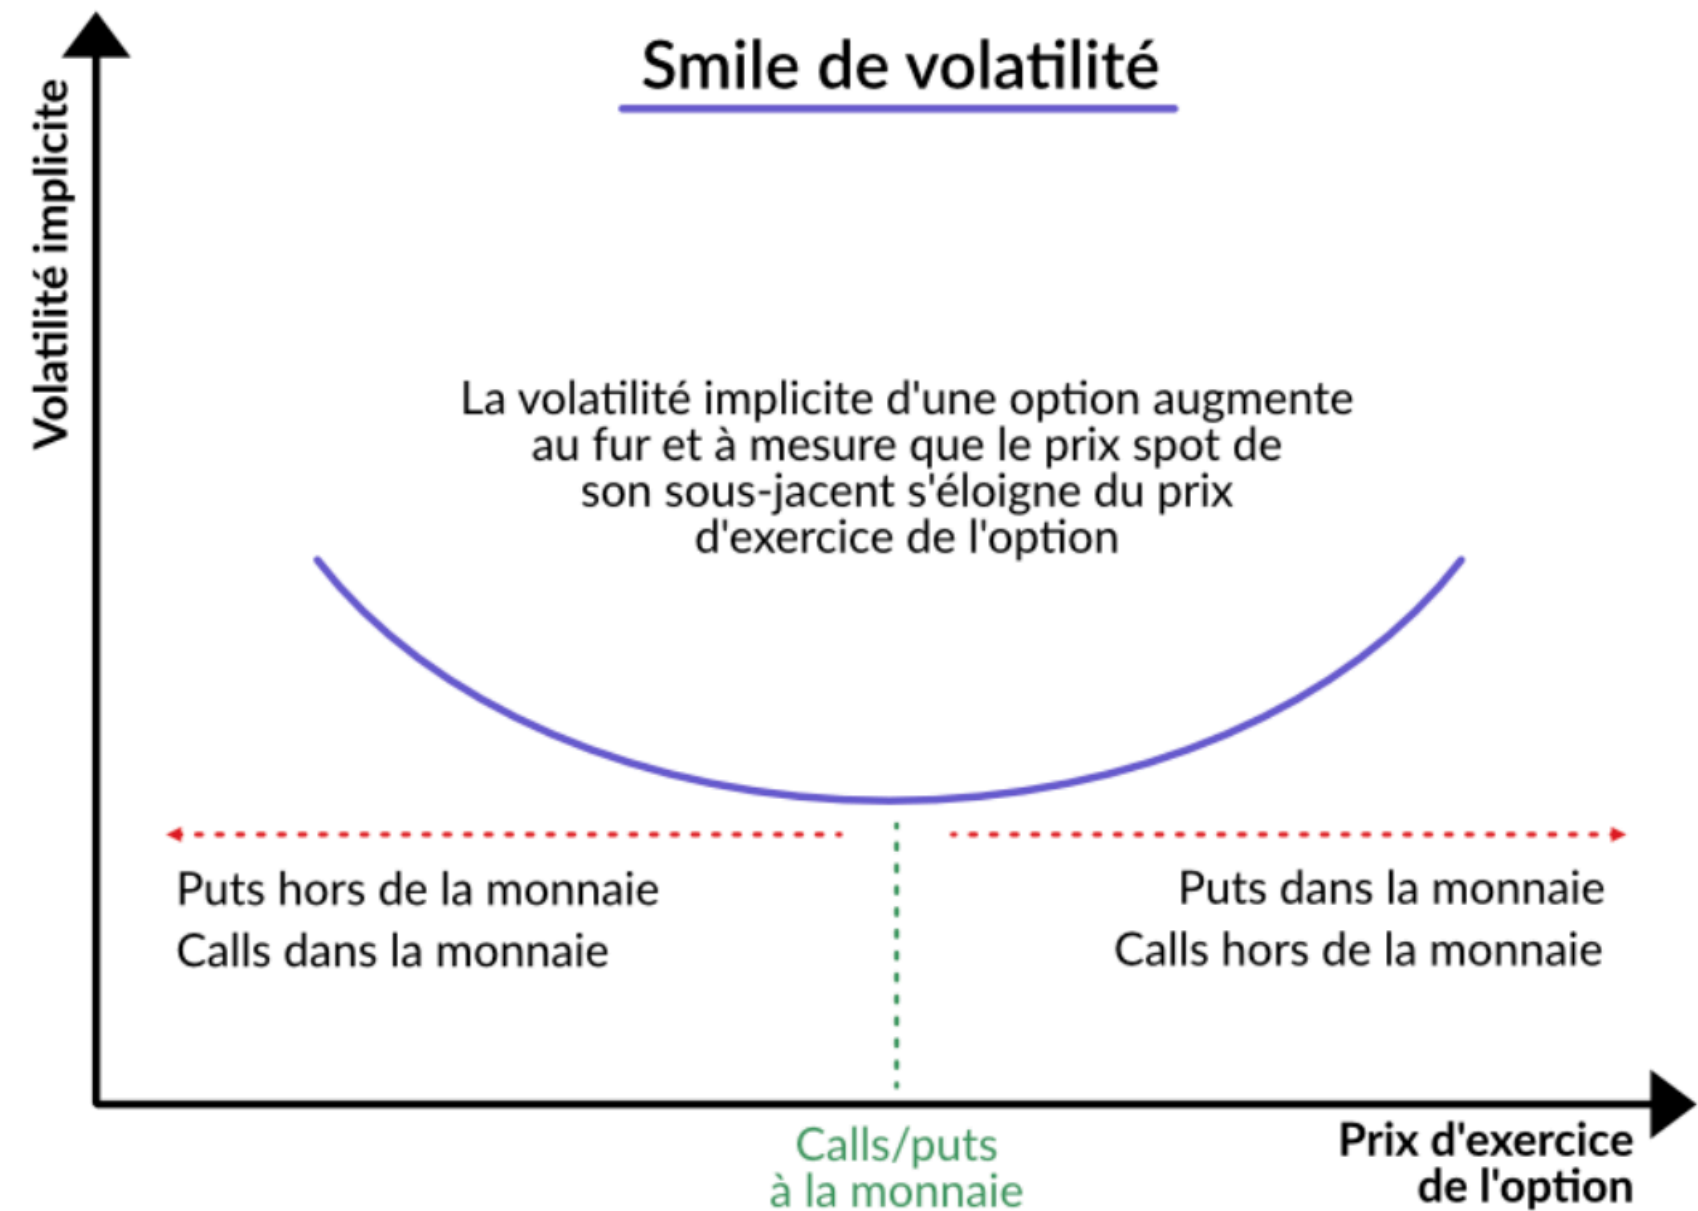 Smile de volatilité
Volatilité implicite
La volatilité implicite d'une option augmente
au fur et à mesure que le prix spot de
son sous-jacent s'éloigne du prix
d'exercice de l'option
Puts hors de la monnaie
Calls dans la monnaie
Puts dans la monnaie
Calls hors de la monnaie
Calls/puts
à la monnaie
Prix d'exercice
de l'option